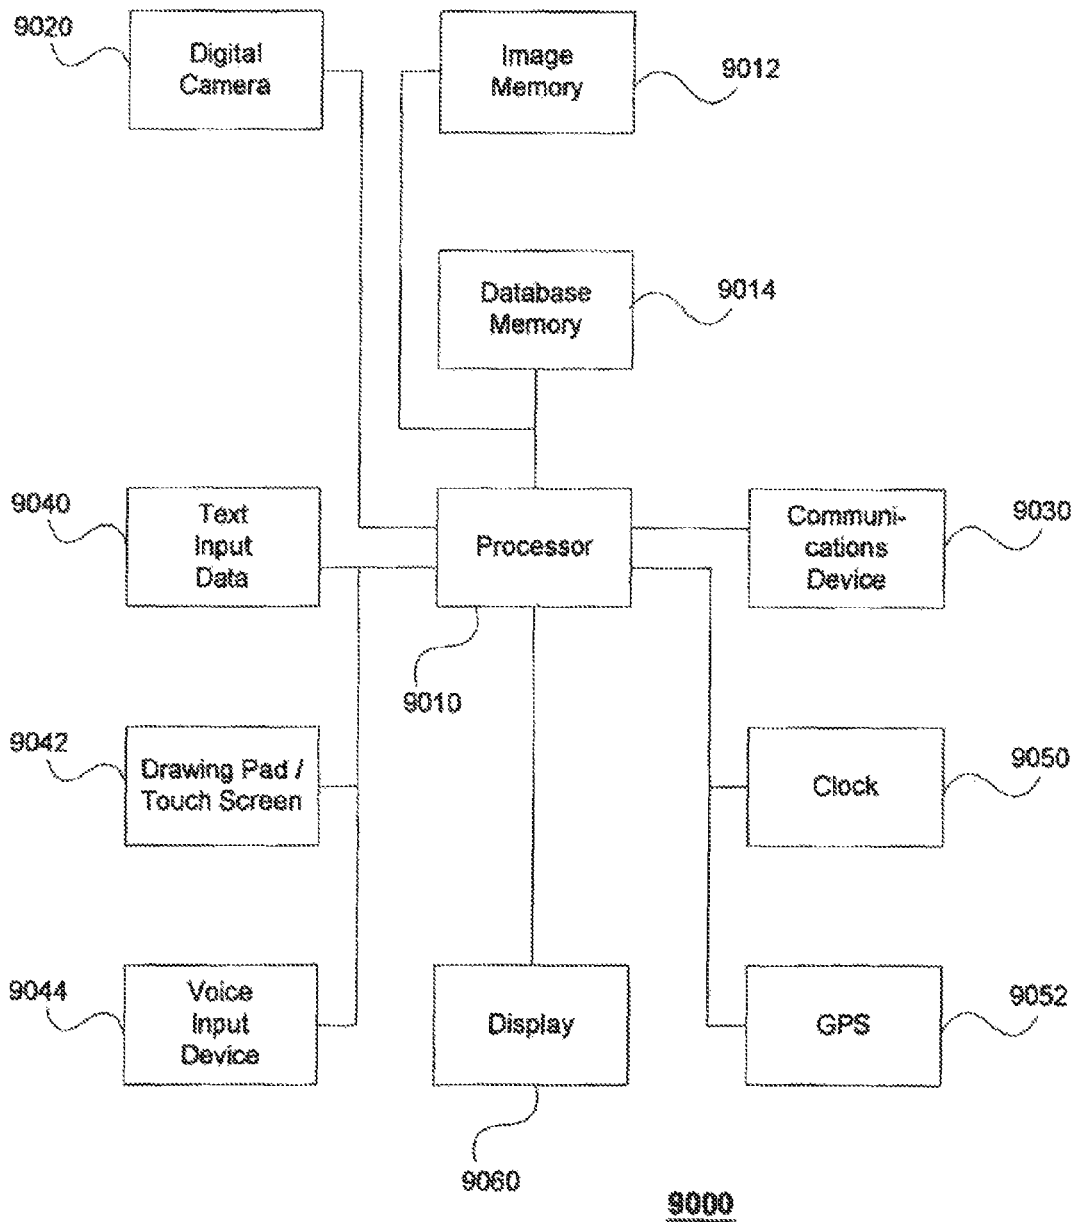 9020
Digital
Camera
Image
Memory
9012
Database
Memory
9014
9040
Text
Input
Data
Processor
9010
Communi-
cations
Device
9030
9042
Drawing Pad /
Touch Screen
Clock
9050
9044
Voice
Input
Device
Display
9060
GPS
9052
9000